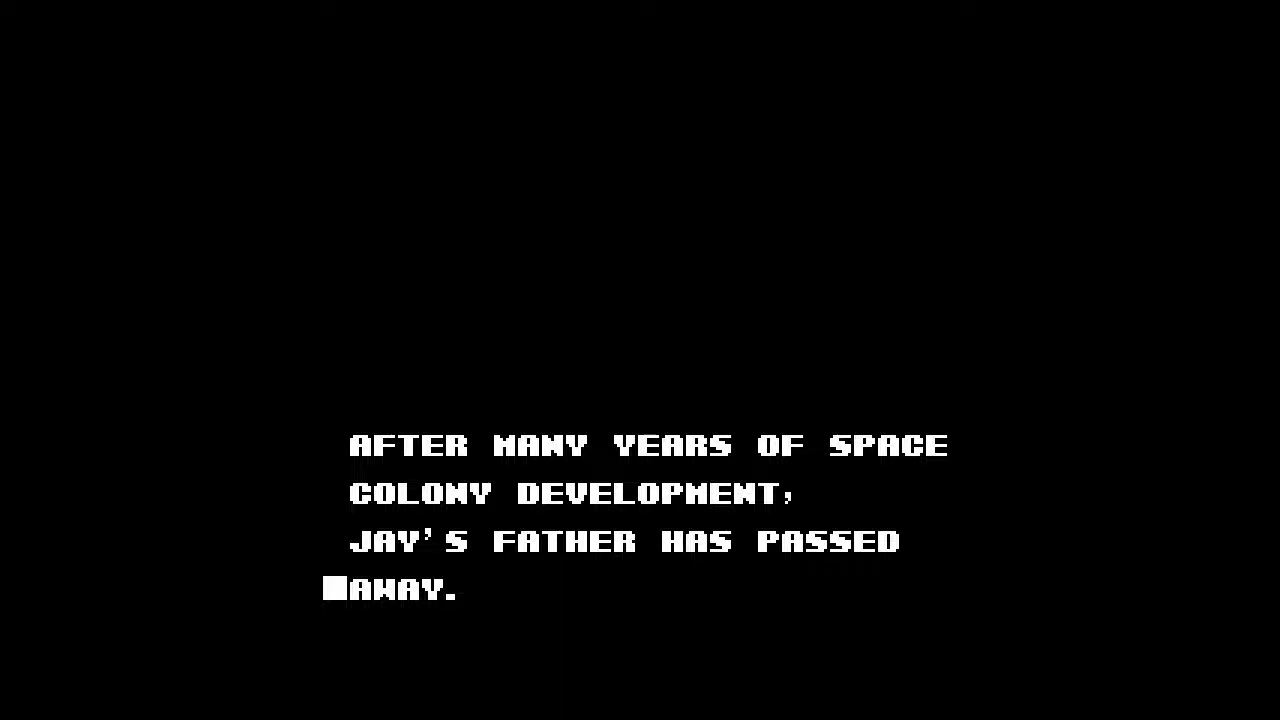 AFTER MANY YEARS OF SPACE
COLONY DEVELOPMENT,
JAY'S FATHER HAS PASSED
AWAY.